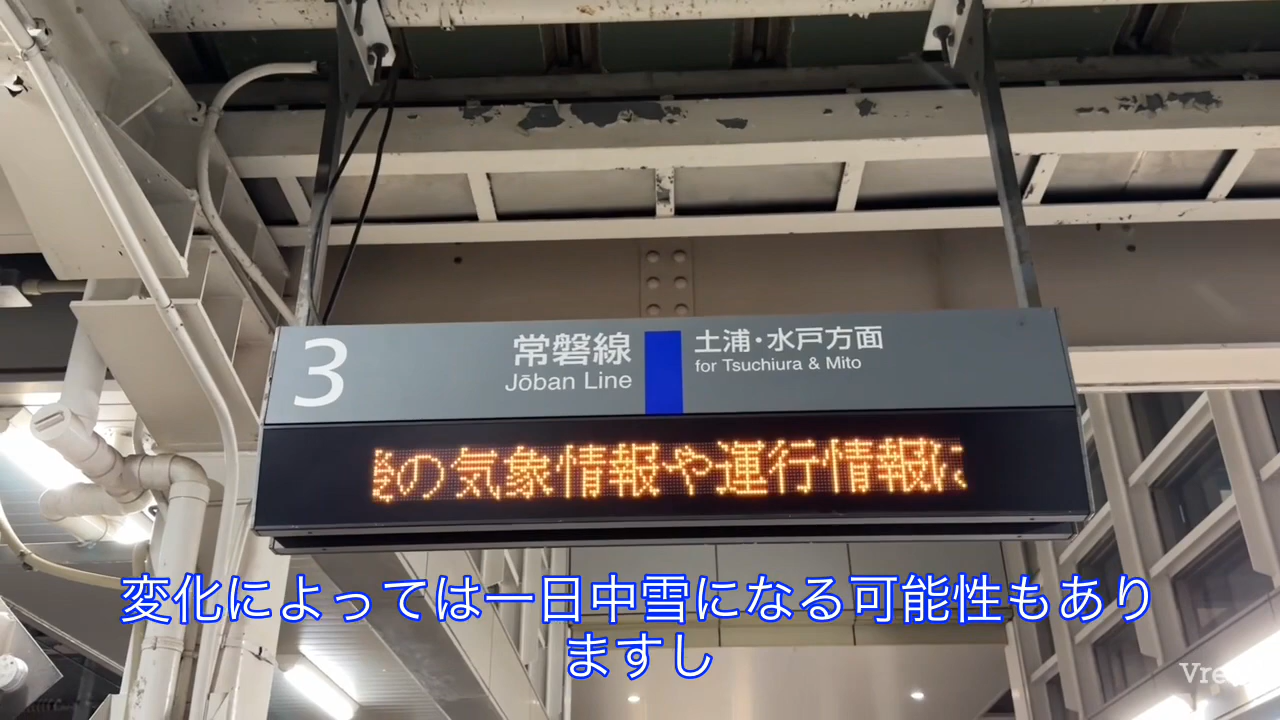 3
常磐線
Jōban Line
土浦・水戸方面
for Tsuchiura & Mito
の気象情報や運行情報に
変化によっては一日中雪になる可能性もあり
ますし